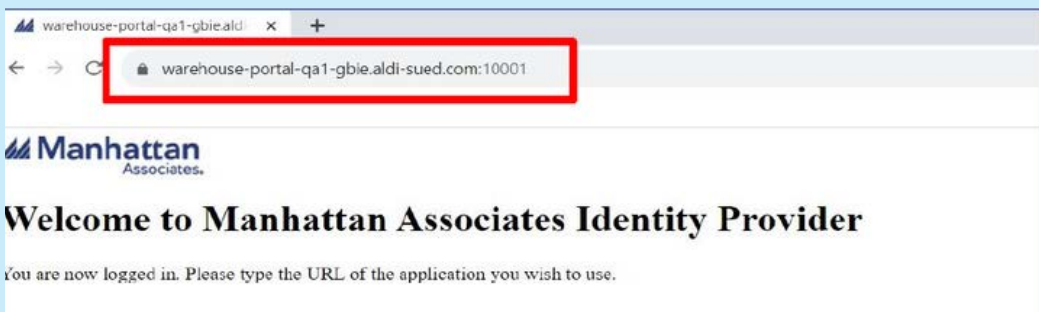 warehouse-portal-qa1-gbie.ald
warehouse-portal-qa1-gbie.aldi-sued.com:10001
Manhattan
Associates.
Welcome to Manhattan Associates Identity Provider
You are now logged in. Please type the URL of the application you wish to use.